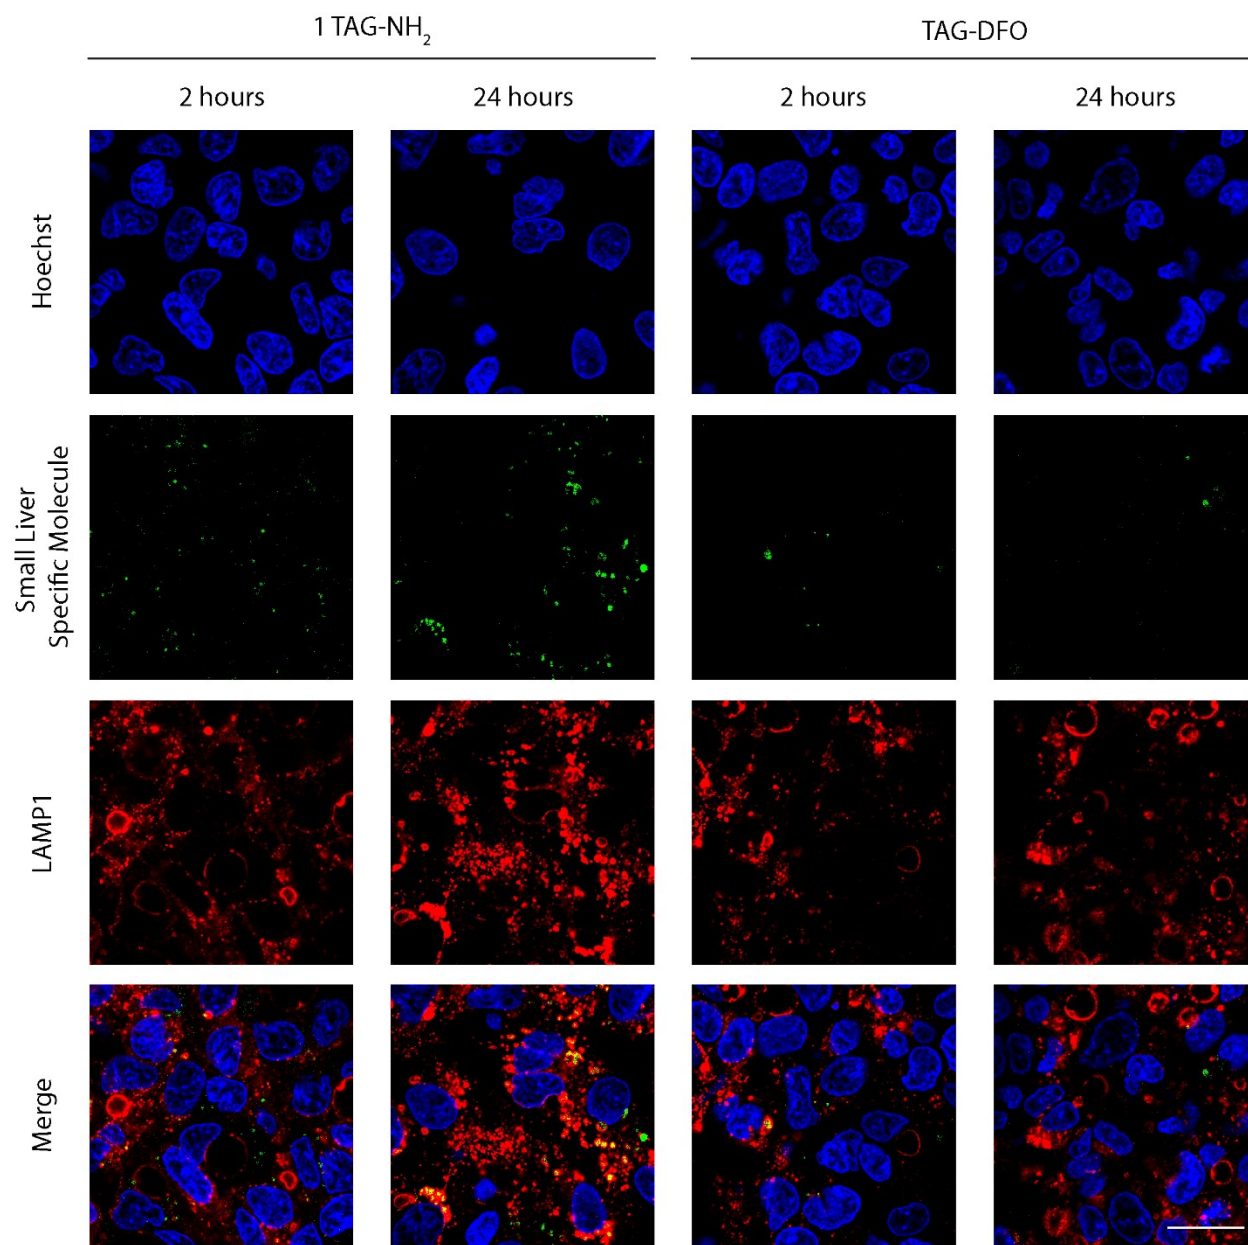 1 TAG-NH₂
TAG-DFO
2 hours
24 hours
2 hours
24 hours
Hoechst
Small Liver
Specific Molecule
LAMP1
Merge